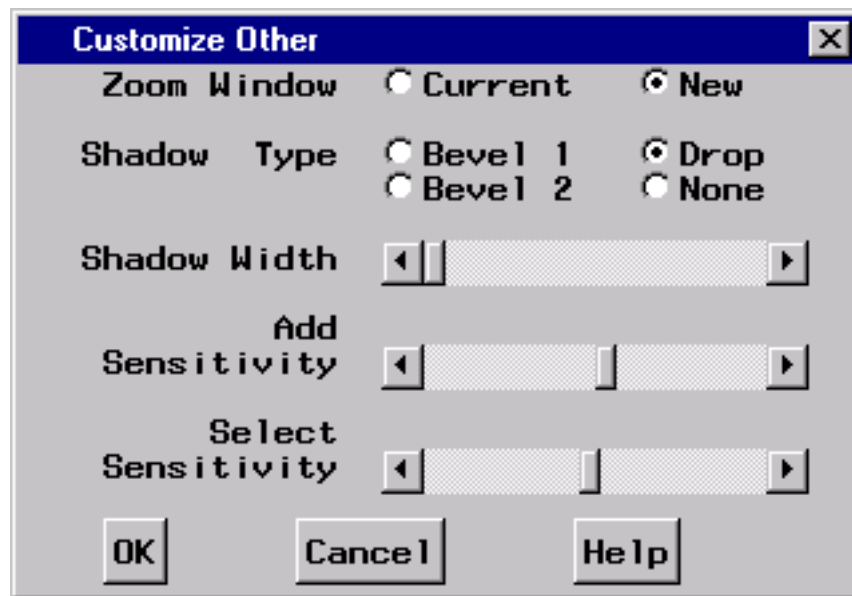 Customize Other
Zoom Window Current New
Shadow Type Bevel 1 Drop
Bevel 2 None
Shadow Width
Add
Sensitivity
Select
Sensitivity
OK Cancel Help